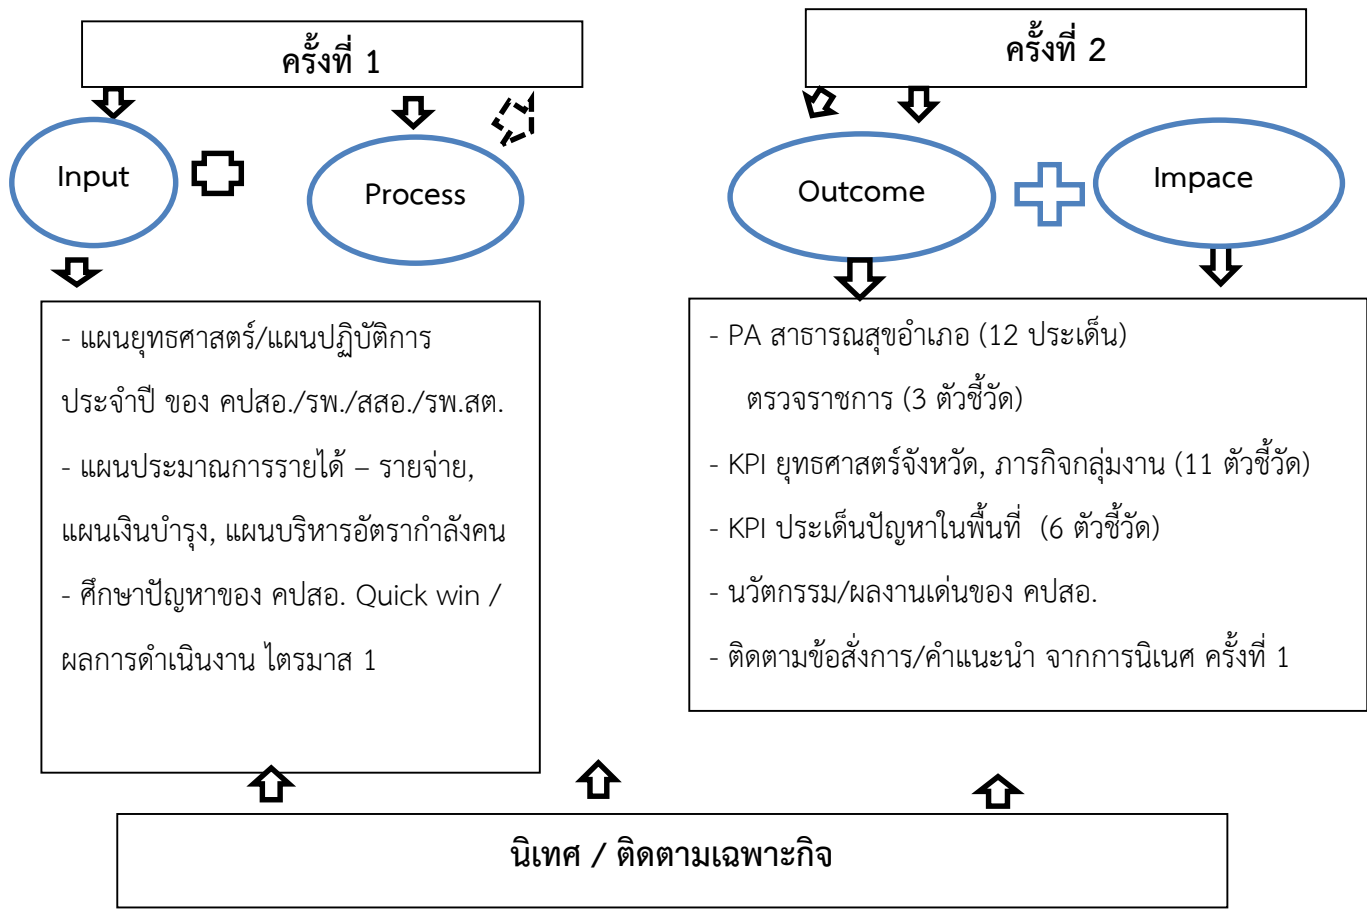 ครั้งที่ 1
Input
Process
- แผนยุทธศาสตร์/แผนปฏิบัติการ
ประจำปี ของ คปสอ./รพ./สสอ./รพ.สต.
- แผนประมาณการรายได้ – รายจ่าย,
แผนเงินบำรุง, แผนบริหารอัตรากำลังคน
- ศึกษาปัญหาของ คปสอ. Quick win /
ผลการดำเนินงาน ไตรมาส 1
ครั้งที่ 2
Outcome
Impace
- PA สาธารณสุขอำเภอ (12 ประเด็น)
ตรวจราชการ (3 ตัวชี้วัด)
- KPI ยุทธศาสตร์จังหวัด, ภารกิจกลุ่มงาน (11 ตัวชี้วัด)
- KPI ประเด็นปัญหาในพื้นที่ (6 ตัวชี้วัด)
- นวัตกรรม/ผลงานเด่นของ คปสอ.
- ติดตามข้อสั่งการ/คำแนะนำ จากการนิเนศ ครั้งที่ 1
นิเทศ / ติดตามเฉพาะกิจ